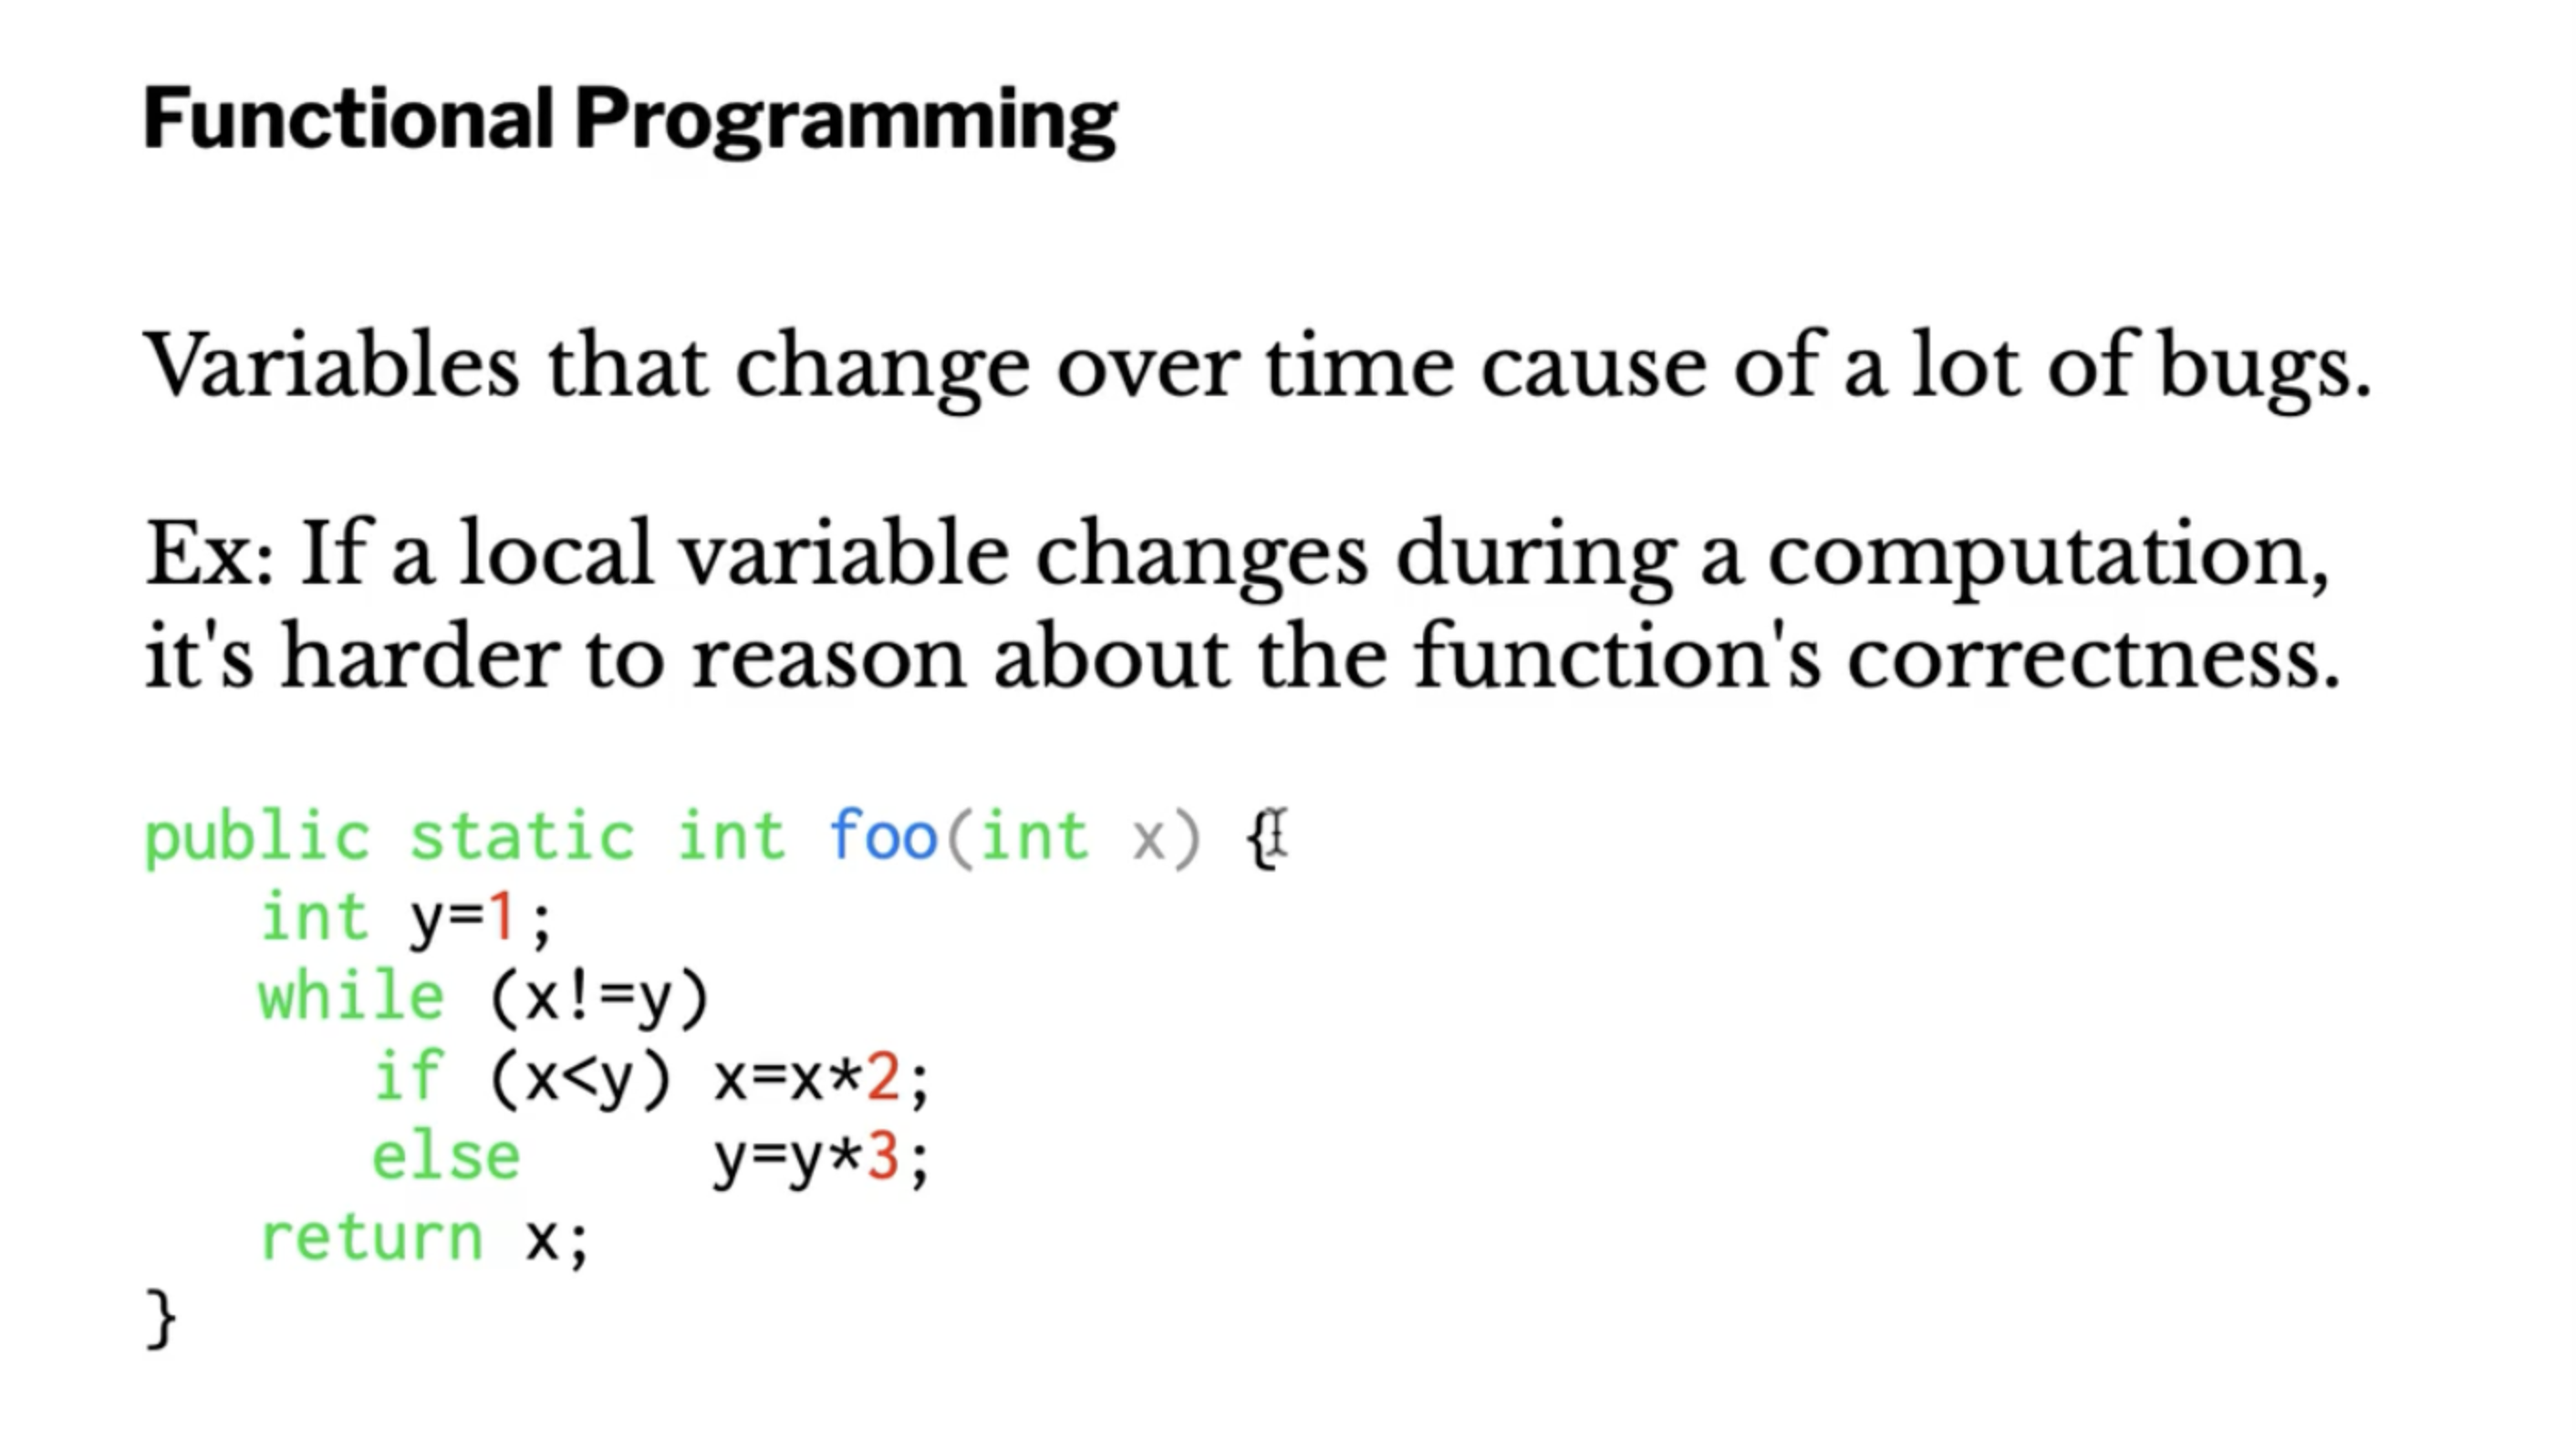 Functional Programming
Variables that change over time cause of a lot of bugs.
Ex: If a local variable changes during a computation,
it's harder to reason about the function's correctness.
public static int foo(int x) {
   int y=1;
   while (x!=y)
      if (x<y) x=x*2;
      else     y=y*3;
   return x;
}